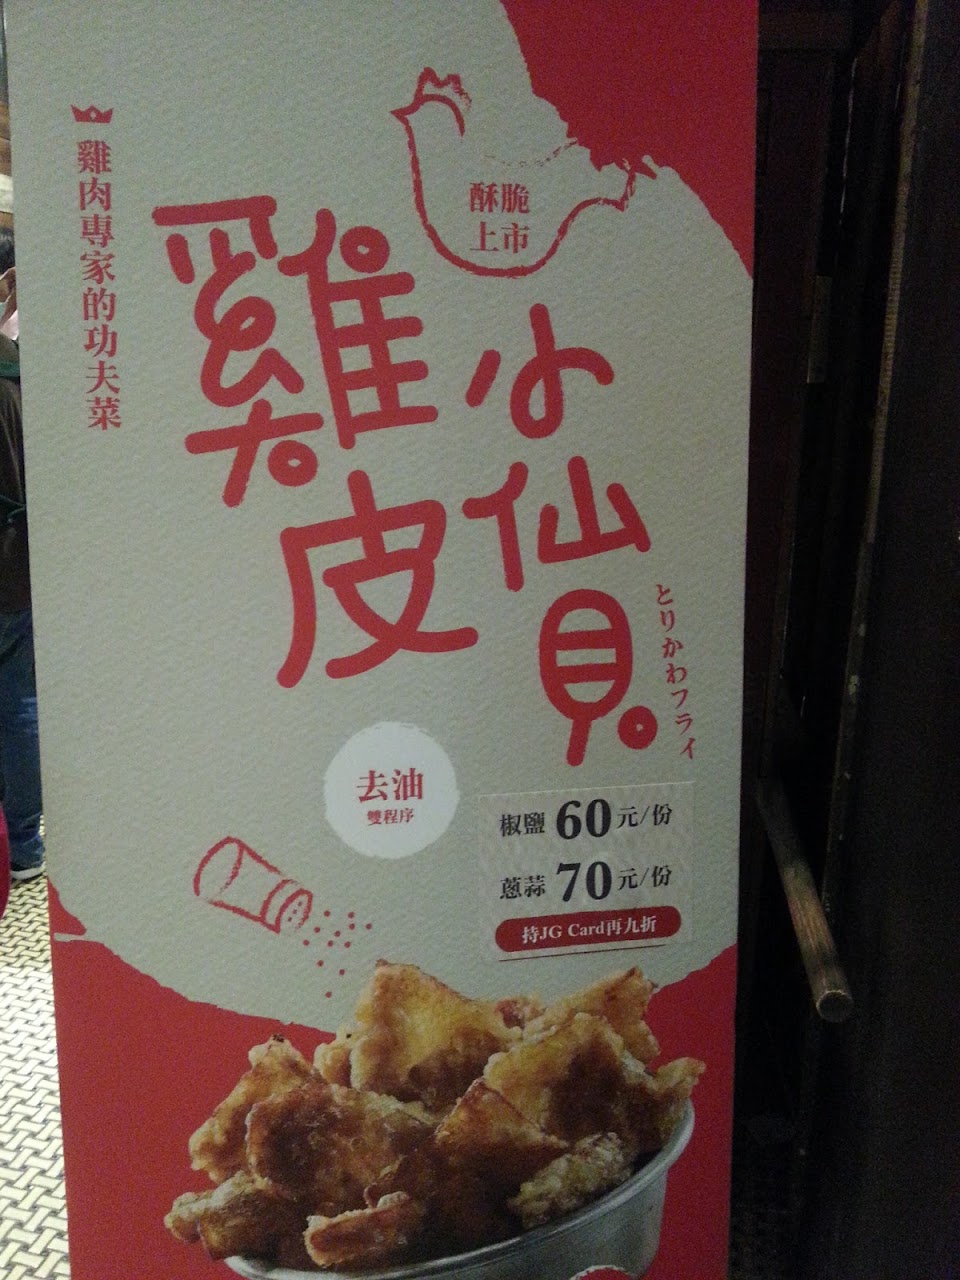 雞肉專家的功夫菜
酥脆
上市
雞皮
小仙貝
とりかわフライ
去油
雙程序
椒鹽60元/份
蔥蒜70元/份
持JG Card再九折